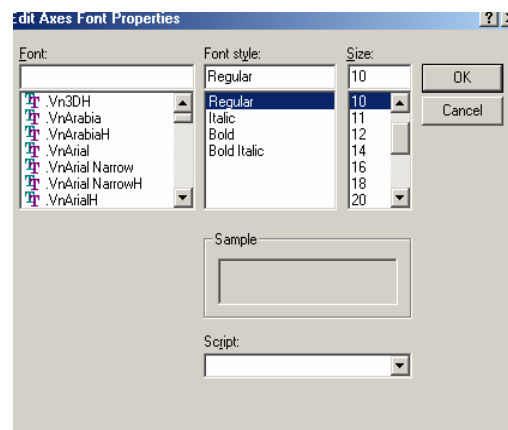 Edit Axes Font Properties
Font:
.Vn3DH
.VnArabia
.VnArabiaH
.VnArial
.VnArial Narrow
.VnArial NarrowH
.VnArialH
Font style:
Regular
Regular
Italic
Bold
Bold Italic
Size:
10
10
11
12
14
16
18
20
OK
Cancel
Sample
Script: